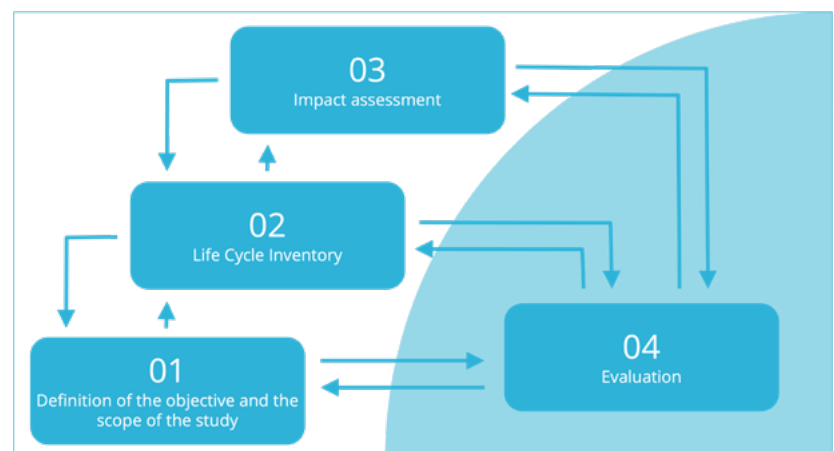 03
Impact assessment
02
Life Cycle Inventory
01
Definition of the objective and the
scope of the study
04
Evaluation